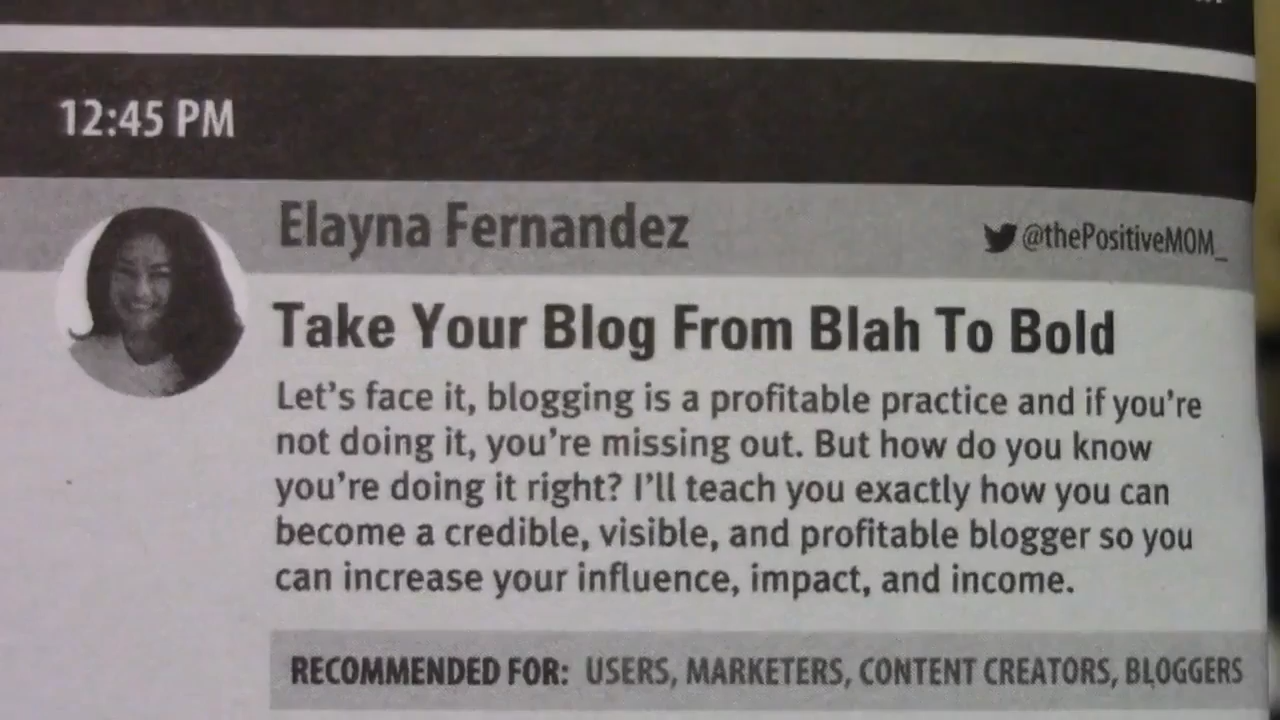 12:45 PM
Elayna Fernandez
@thePositiveMOM_
Take Your Blog From Blah To Bold
Let's face it, blogging is a profitable practice and if you're
not doing it, you're missing out. But how do you know
you're doing it right? I'll teach you exactly how you can
become a credible, visible, and profitable blogger so you
can increase your influence, impact, and income.
RECOMMENDED FOR: USERS, MARKETERS, CONTENT CREATORS, BLOGGERS